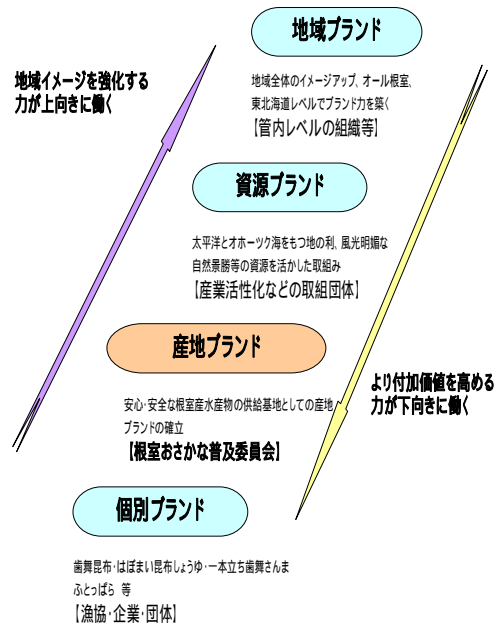 地域ブランド
地域イメージを強化する
力が上向きに働く
地域全体のイメージアップ、オール根室、
東北海道レベルでブランド力を築く
【管内レベルの組織等】
資源ブランド
太平洋とオホーツク海をもつ地の利、風光明媚な
自然景勝等の資源を活かした取組み
【産業活性化などの取組団体】
産地ブランド
より付加価値を高める
力が下向きに働く
安心・安全な根室産水産物の供給基地としての産地
ブランドの確立
【根室おさかな普及委員会】
個別ブランド
歯舞昆布・はぼまい昆布しょうゆ・一本立ち歯舞さんま
ふとっぱら 等
【漁協・企業・団体】